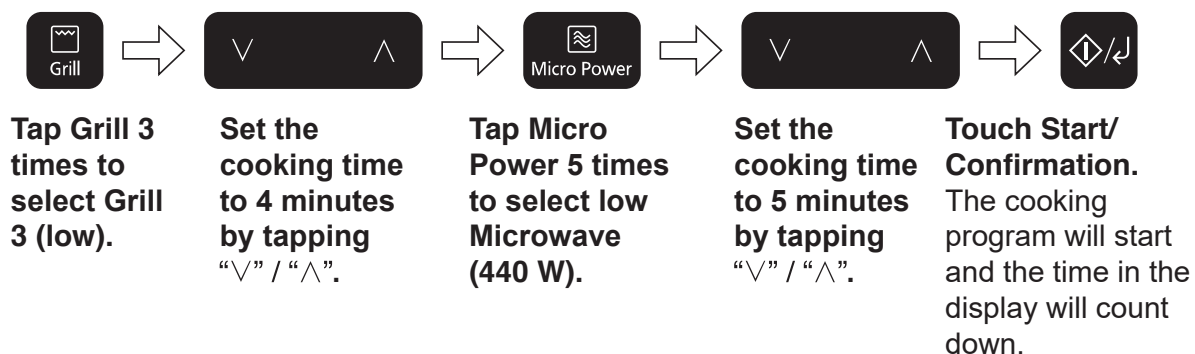 Grill
∨ ∧
Micro Power
∨ ∧
Tap Grill 3
times to
select Grill
3 (low).
Set the
cooking time
to 4 minutes
by tapping
“∨” / “∧”.
Tap Micro
Power 5 times
to select low
Microwave
(440 W).
Set the
cooking time
to 5 minutes
by tapping
“∨” / “∧”.
Touch Start/
Confirmation.
The cooking
program will start
and the time in the
display will count
down.